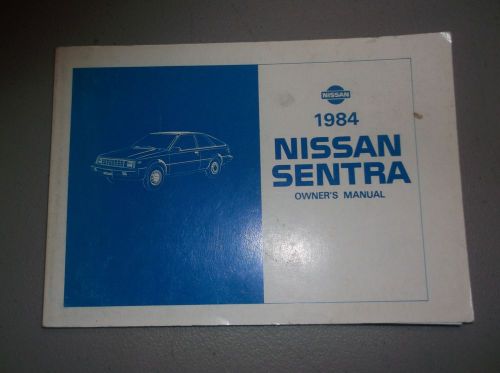 NISSAN
1984
NISSAN
SENTRA
OWNER'S MANUAL